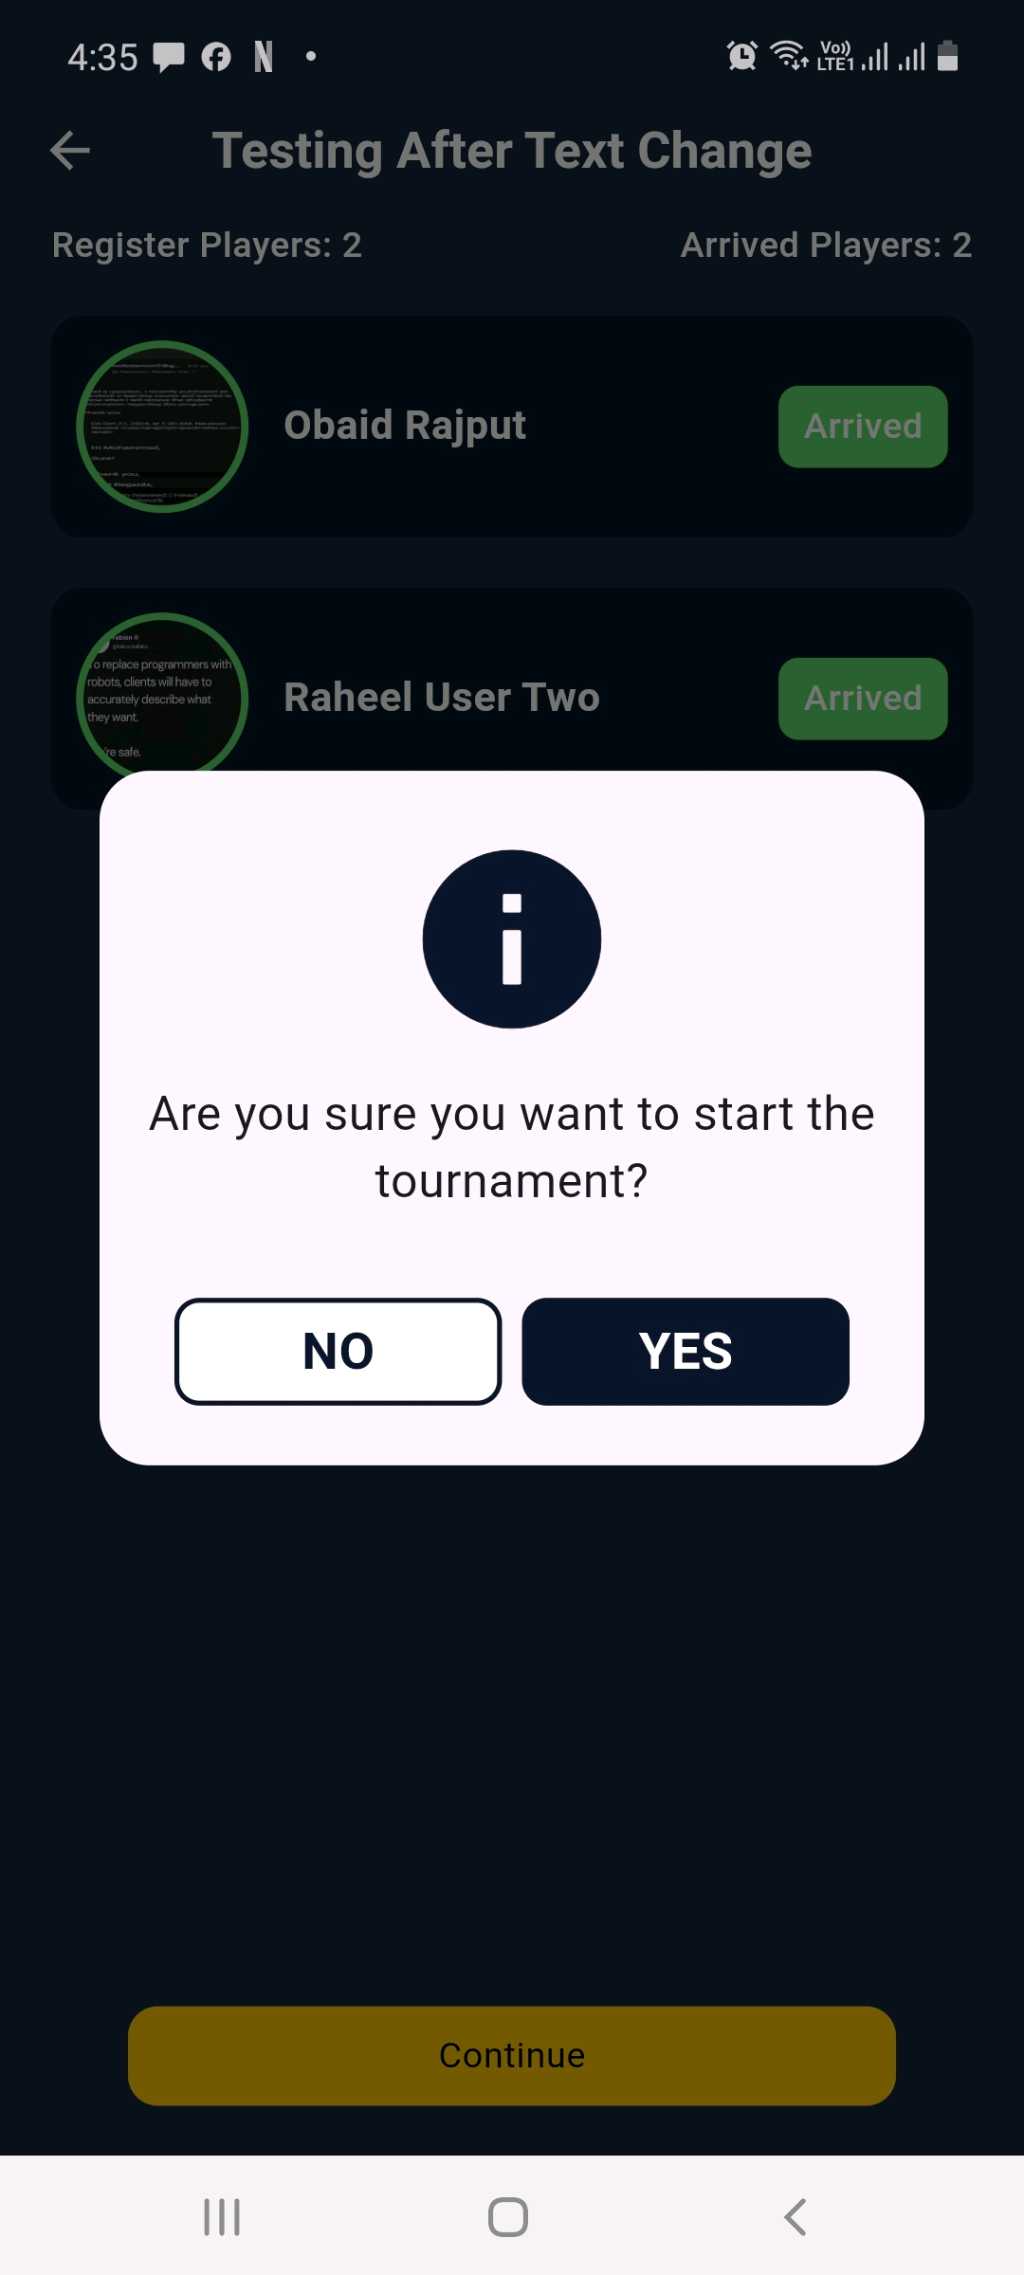 4:35
Vo))
LTE1
Testing After Text Change
Register Players: 2
Arrived Players: 2
Obaid Rajput
Arrived
To replace programmers with
robots, clients will have to
accurately describe what
they want.
're safe.
Raheel User Two
Arrived
Are you sure you want to start the
tournament?
NO
YES
Continue